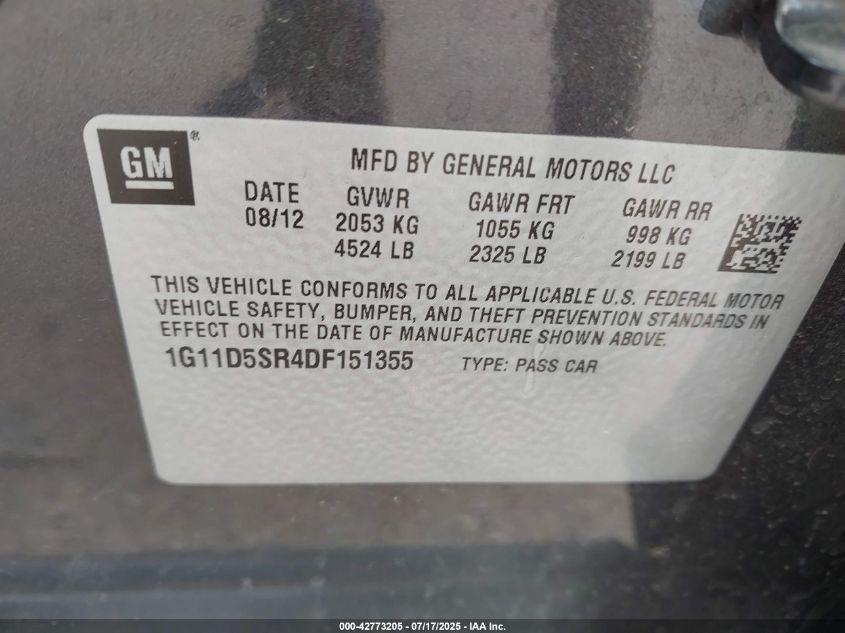 GM ®
MFD BY GENERAL MOTORS LLC
DATE GVWR GAWR FRT GAWR RR
08/12 2053 KG 1055 KG 998 KG
4524 LB 2325 LB 2199 LB
THIS VEHICLE CONFORMS TO ALL APPLICABLE U.S. FEDERAL MOTOR
VEHICLE SAFETY, BUMPER, AND THEFT PREVENTION STANDARDS IN
EFFECT ON THE DATE OF MANUFACTURE SHOWN ABOVE.
1G11D5SR4DF151355 TYPE: PASS CAR
000-42773205 - 07/17/2025 - IAA Inc.